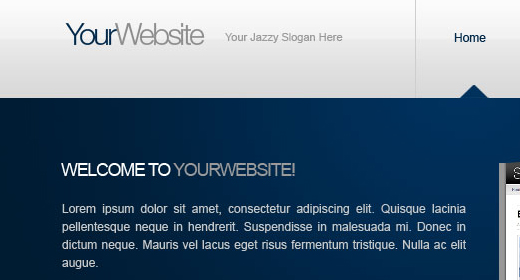 YourWebsite
Your Jazzy Slogan Here
Home
WELCOME TO YOURWEBSITE!
Lorem ipsum dolor sit amet, consectetur adipiscing elit. Quisque lacinia
pellentesque neque in hendrerit. Suspendisse in malesuada mi. Donec in
dictum neque. Mauris vel lacus eget risus fermentum tristique. Nulla ac elit
augue.